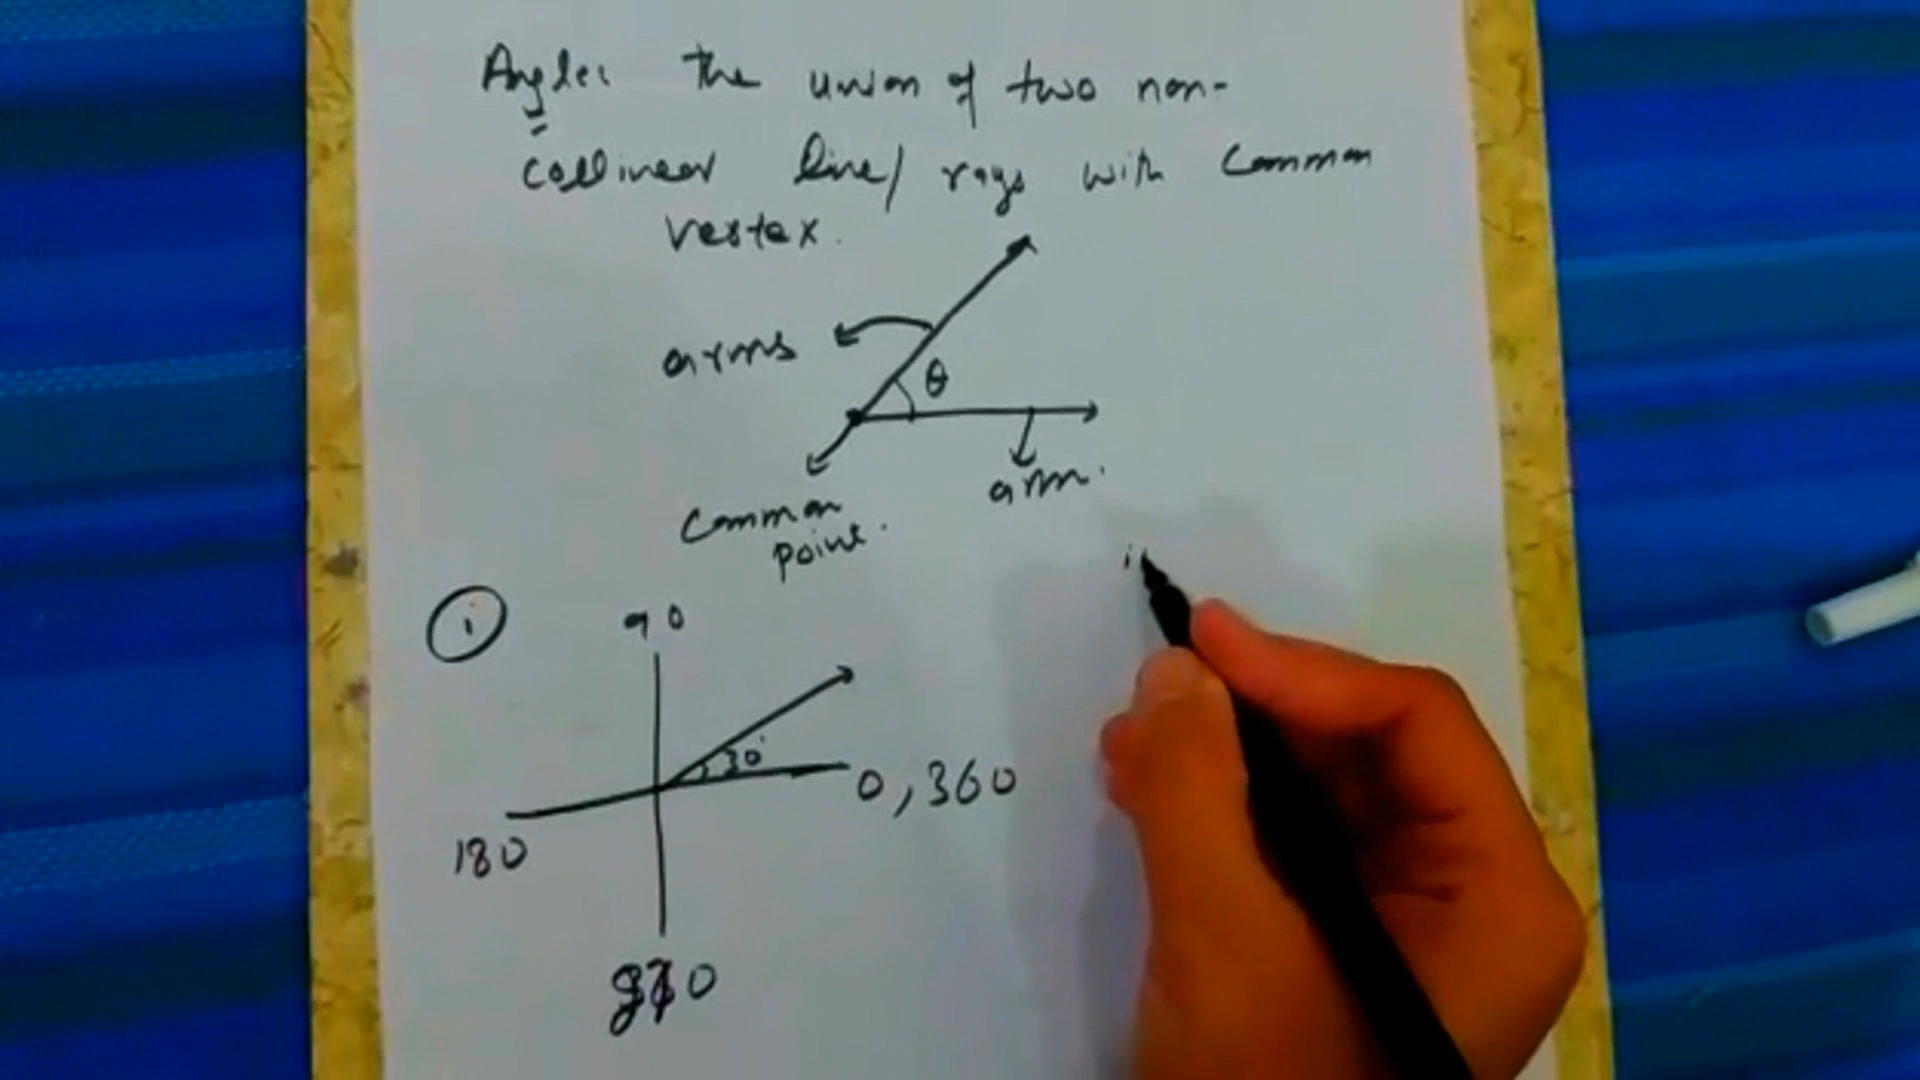 Angle: the union of two non-
collinear line/ rays with common
vertex.
arms
θ
arm.
common
point.
i
90
30°
0,360
180
270
i